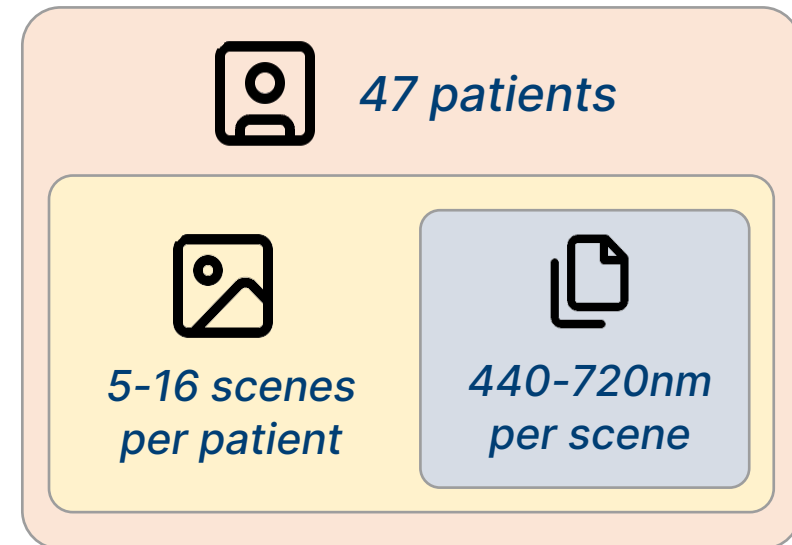 47 patients
5-16 scenes
per patient
440-720nm
per scene